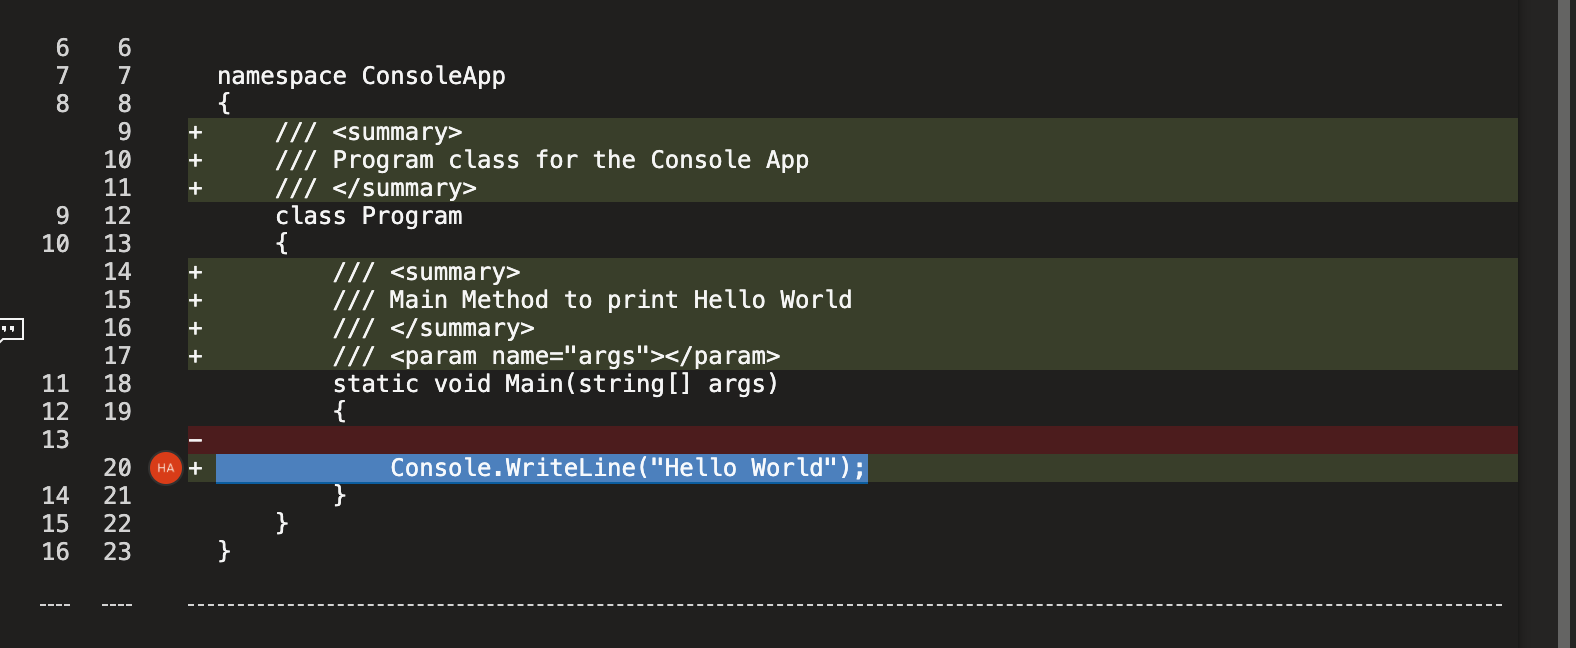 6 6
7 7 namespace ConsoleApp
8 8 {
9 + /// <summary>
10 + /// Program class for the Console App
11 + /// </summary>
9 12 class Program
10 13 {
14 + /// <summary>
15 + /// Main Method to print Hello World
16 + /// </summary>
17 + /// <param name="args"></param>
11 18 static void Main(string[] args)
12 19 {
13 −
20 HA + Console.WriteLine("Hello World");
14 21 }
15 22 }
16 23 }